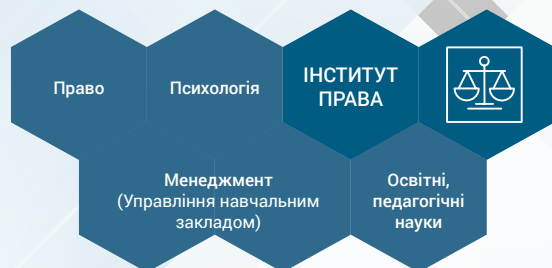 Право
Психологія
ІНСТИТУТ
ПРАВА
Менеджмент
(Управління навчальним
закладом)
Освітні,
педагогічні
науки